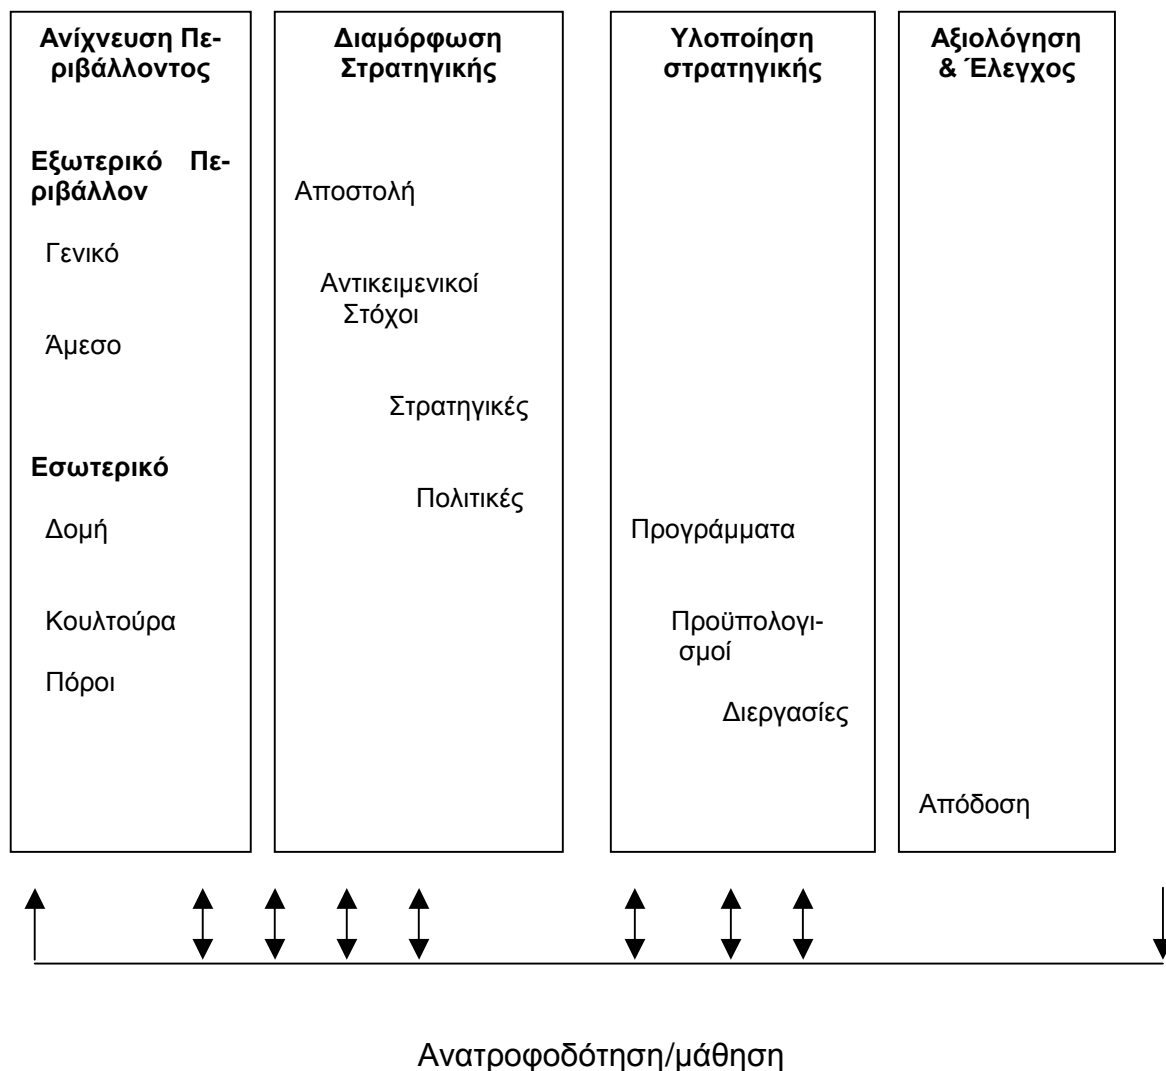 Ανίχνευση Πε-
ριβάλλοντος
Εξωτερικό Πε-
ριβάλλον
Γενικό
Άμεσο
Εσωτερικό
Δομή
Κουλτούρα
Πόροι
Διαμόρφωση
Στρατηγικής
Αποστολή
Αντικειμενικοί
Στόχοι
Στρατηγικές
Πολιτικές
Υλοποίηση
στρατηγικής
Προγράμματα
Προϋπολογι-
σμοί
Διεργασίες
Αξιολόγηση
& Έλεγχος
Απόδοση
Ανατροφοδότηση/μάθηση